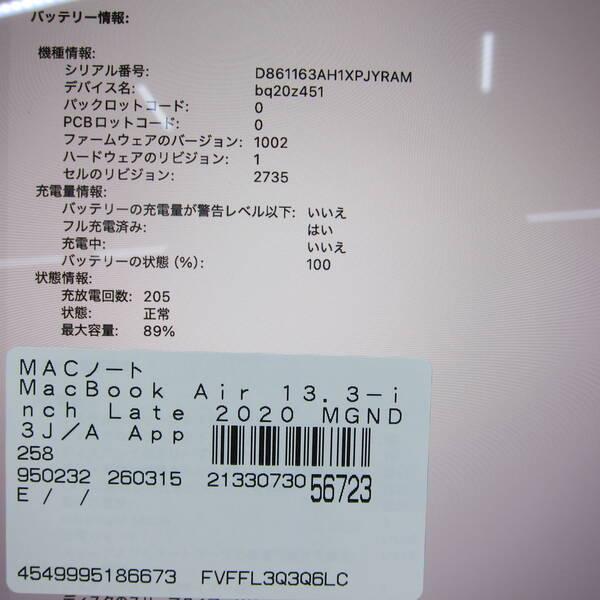 バッテリー情報:
機種情報:
シリアル番号: D861163AH1XPJYRAM
デバイス名: bq20z451
パックロットコード: 0
PCBロットコード: 0
ファームウェアのバージョン: 1002
ハードウェアのリビジョン: 1
セルのリビジョン: 2735
充電量情報:
バッテリーの充電量が警告レベル以下: いいえ
フル充電済み: はい
充電中: いいえ
バッテリーの状態 (%): 100
状態情報:
充放電回数: 205
状態: 正常
最大容量: 89%
MACノート
MacBook Air 13.3-i
nch Late 2020 MGND
3J/A App
258
950232 260315 21330730 56723
E / /
4549995186673 FVFFL3Q3Q6LC